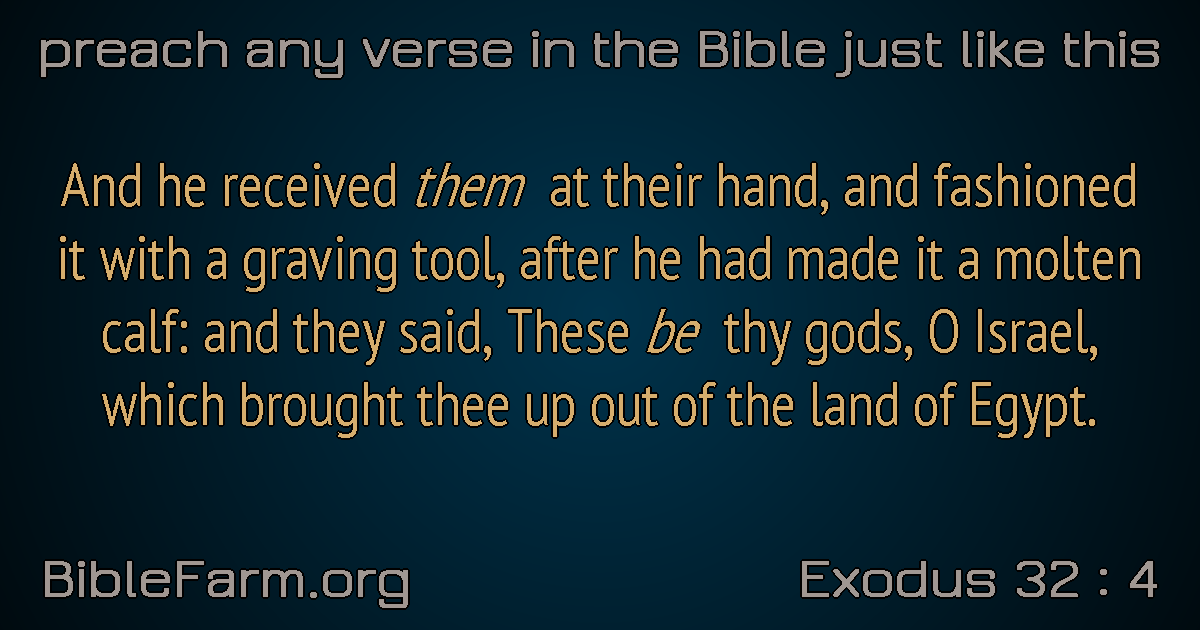 preach any verse in the Bible just like this
And he received them at their hand, and fashioned
it with a graving tool, after he had made it a molten
calf: and they said, These be thy gods, O Israel,
which brought thee up out of the land of Egypt.
BibleFarm.org
Exodus 32 : 4